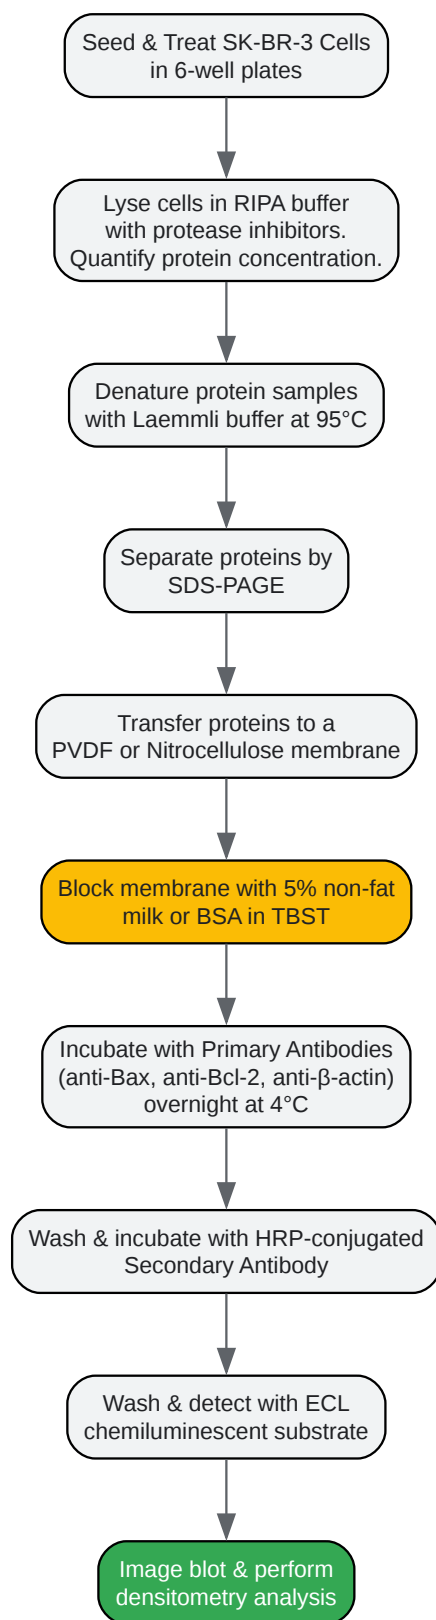 Seed & Treat SK-BR-3 Cells
in 6-well plates
Lyse cells in RIPA buffer
with protease inhibitors.
Quantify protein concentration.
Denature protein samples
with Laemmli buffer at 95°C
Separate proteins by
SDS-PAGE
Transfer proteins to a
PVDF or Nitrocellulose membrane
Block membrane with 5% non-fat
milk or BSA in TBST
Incubate with Primary Antibodies
(anti-Bax, anti-Bcl-2, anti-β-actin)
overnight at 4°C
Wash & incubate with HRP-conjugated
Secondary Antibody
Wash & detect with ECL
chemiluminescent substrate
Image blot & perform
densitometry analysis